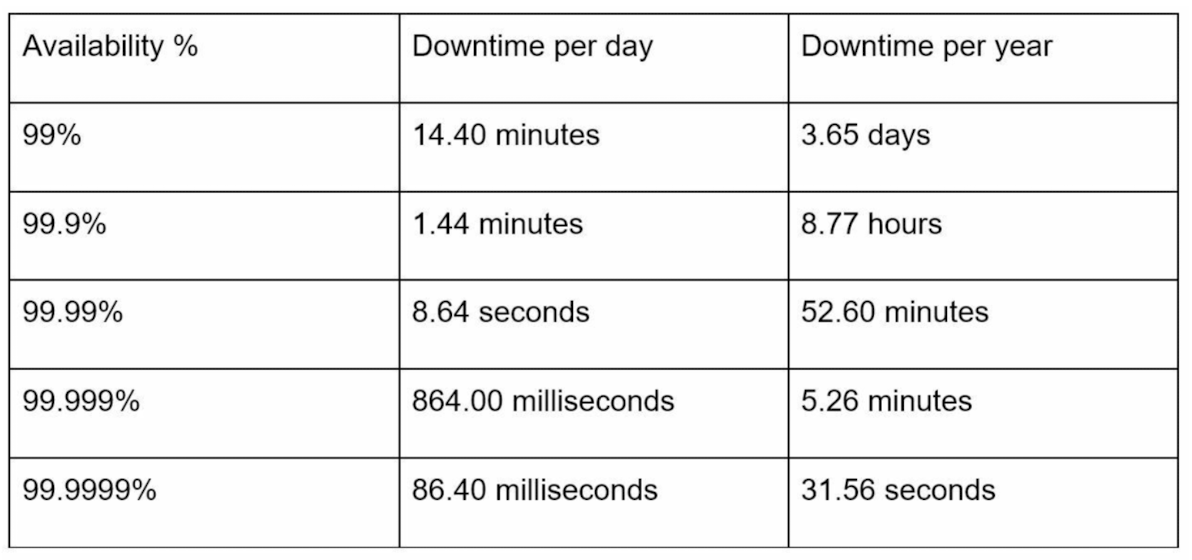 Availability % Downtime per day Downtime per year
99% 14.40 minutes 3.65 days
99.9% 1.44 minutes 8.77 hours
99.99% 8.64 seconds 52.60 minutes
99.999% 864.00 milliseconds 5.26 minutes
99.9999% 86.40 milliseconds 31.56 seconds